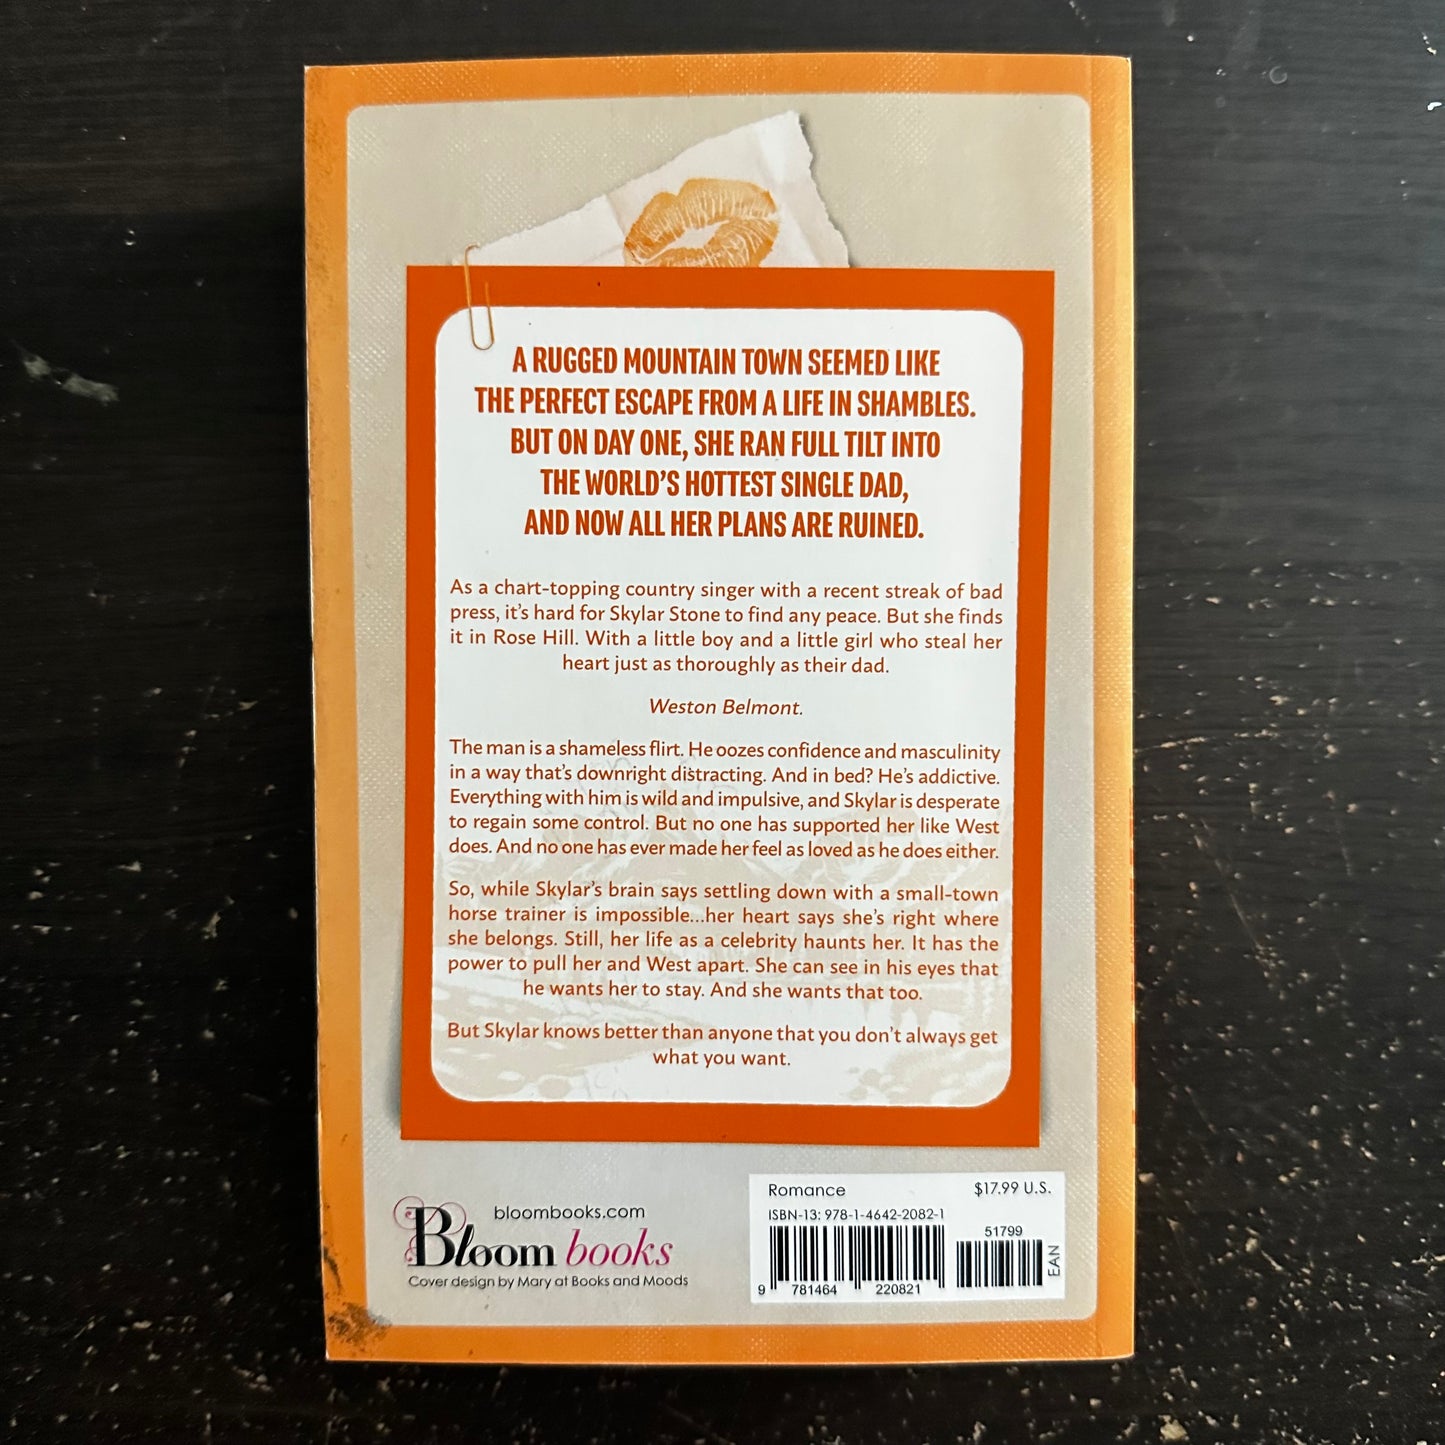 A RUGGED MOUNTAIN TOWN SEEMED LIKE
THE PERFECT ESCAPE FROM A LIFE IN SHAMBLES.
BUT ON DAY ONE, SHE RAN FULL TILT INTO
THE WORLD'S HOTTEST SINGLE DAD,
AND NOW ALL HER PLANS ARE RUINED.
As a chart-topping country singer with a recent streak of bad
press, it's hard for Skylar Stone to find any peace. But she finds
it in Rose Hill. With a little boy and a little girl who steal her
heart just as thoroughly as their dad.
Weston Belmont.
The man is a shameless flirt. He oozes confidence and masculinity
in a way that's downright distracting. And in bed? He's addictive.
Everything with him is wild and impulsive, and Skylar is desperate
to regain some control. But no one has supported her like West
does. And no one has ever made her feel as loved as he does either.
So, while Skylar's brain says settling down with a small-town
horse trainer is impossible...her heart says she's right where
she belongs. Still, her life as a celebrity haunts her. It has the
power to pull her and West apart. She can see in his eyes that
he wants her to stay. And she wants that too.
But Skylar knows better than anyone that you don't always get
what you want.
bloombooks.com
Bloom books
Cover design by Mary at Books and Moods
Romance $17.99 U.S.
ISBN-13: 978-1-4642-2082-1
51799
EAN
9 781464 220821